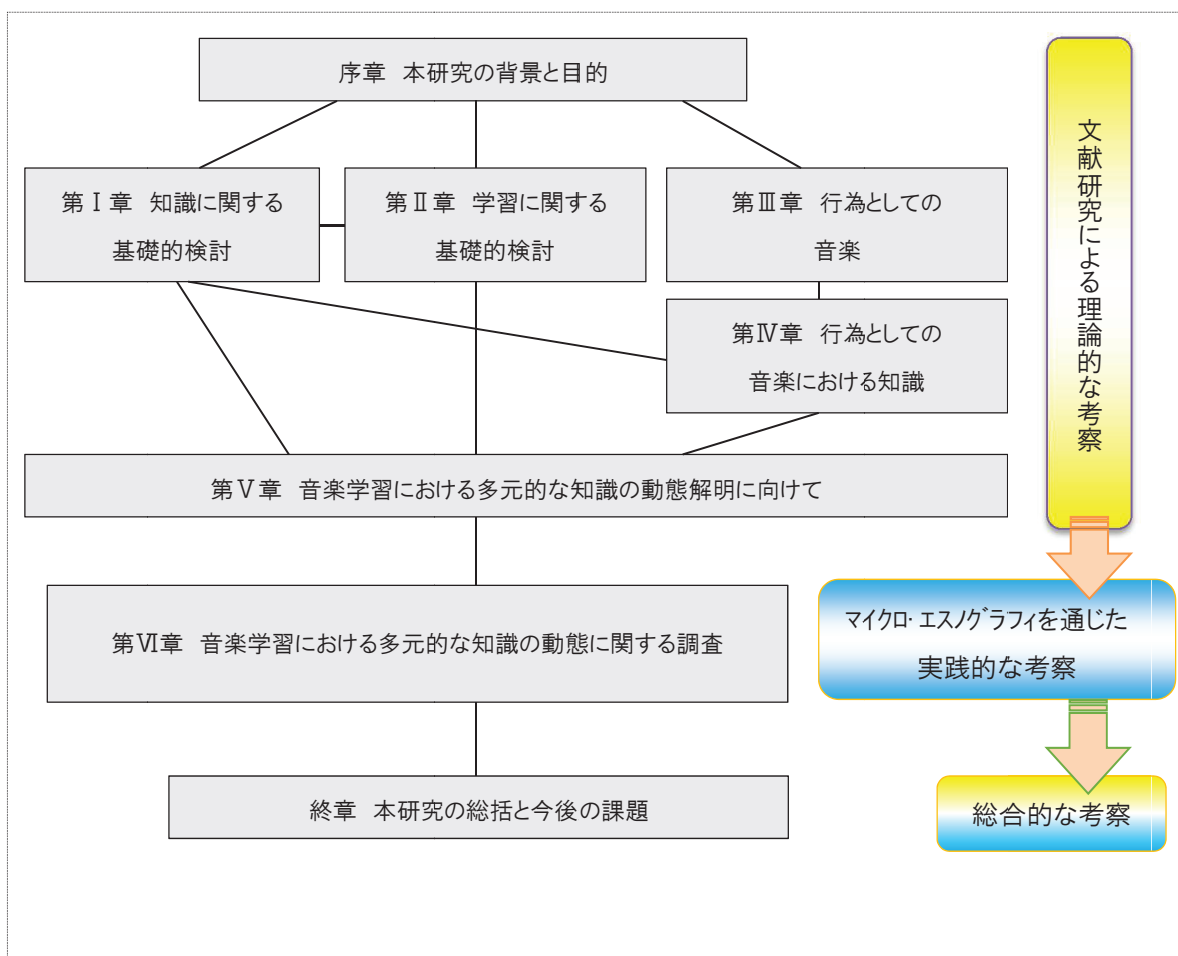 序章 本研究の背景と目的
第Ⅰ章 知識に関する
基礎的検討
第Ⅱ章 学習に関する
基礎的検討
第Ⅲ章 行為としての
音楽
第Ⅳ章 行為としての
音楽における知識
第Ⅴ章 音楽学習における多元的な知識の動態解明に向けて
第Ⅵ章 音楽学習における多元的な知識の動態に関する調査
終章 本研究の総括と今後の課題
文献研究による理論的な考察
マイクロ・エスノグラフィを通じた
実践的な考察
総合的な考察